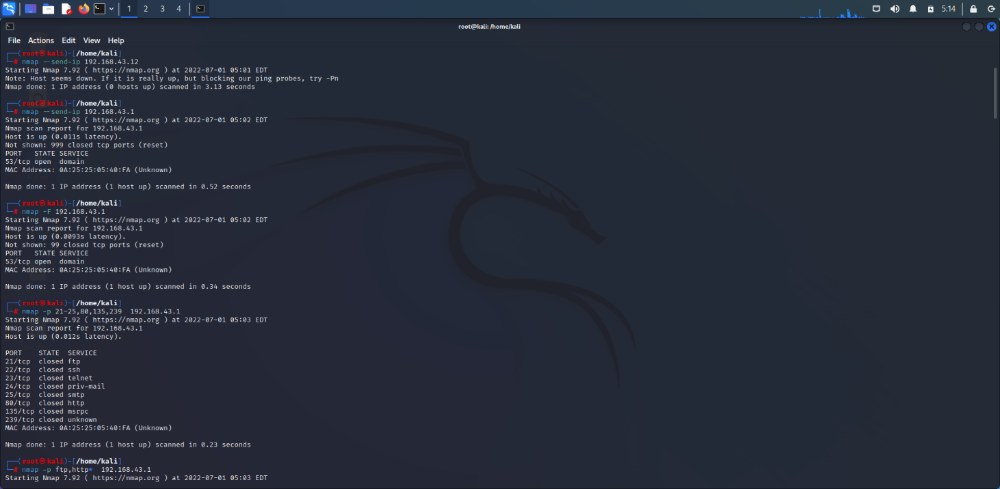 1 2 3 4 5:14
root@kali: /home/kali
File Actions Edit View Help
┌──(root㉿kali)-[/home/kali]
└─# nmap --send-ip 192.168.43.12
Starting Nmap 7.92 ( https://nmap.org ) at 2022-07-01 05:01 EDT
Note: Host seems down. If it is really up, but blocking our ping probes, try -Pn
Nmap done: 1 IP address (0 hosts up) scanned in 3.13 seconds
┌──(root㉿kali)-[/home/kali]
└─# nmap --send-ip 192.168.43.1
Starting Nmap 7.92 ( https://nmap.org ) at 2022-07-01 05:02 EDT
Nmap scan report for 192.168.43.1
Host is up (0.011s latency).
Not shown: 999 closed tcp ports (reset)
PORT   STATE SERVICE
53/tcp open  domain
MAC Address: 0A:25:25:05:40:FA (Unknown)
Nmap done: 1 IP address (1 host up) scanned in 0.52 seconds
┌──(root㉿kali)-[/home/kali]
└─# nmap -F 192.168.43.1
Starting Nmap 7.92 ( https://nmap.org ) at 2022-07-01 05:02 EDT
Nmap scan report for 192.168.43.1
Host is up (0.0093s latency).
Not shown: 99 closed tcp ports (reset)
PORT   STATE SERVICE
53/tcp open  domain
MAC Address: 0A:25:25:05:40:FA (Unknown)
Nmap done: 1 IP address (1 host up) scanned in 0.34 seconds
┌──(root㉿kali)-[/home/kali]
└─# nmap -p 21-25,80,135,239  192.168.43.1
Starting Nmap 7.92 ( https://nmap.org ) at 2022-07-01 05:03 EDT
Nmap scan report for 192.168.43.1
Host is up (0.012s latency).
PORT    STATE  SERVICE
21/tcp  closed ftp
22/tcp  closed ssh
23/tcp  closed telnet
24/tcp  closed priv-mail
25/tcp  closed smtp
80/tcp  closed http
135/tcp closed msrpc
239/tcp closed unknown
MAC Address: 0A:25:25:05:40:FA (Unknown)
Nmap done: 1 IP address (1 host up) scanned in 0.23 seconds
┌──(root㉿kali)-[/home/kali]
└─# nmap -p ftp,http*  192.168.43.1
Starting Nmap 7.92 ( https://nmap.org ) at 2022-07-01 05:03 EDT